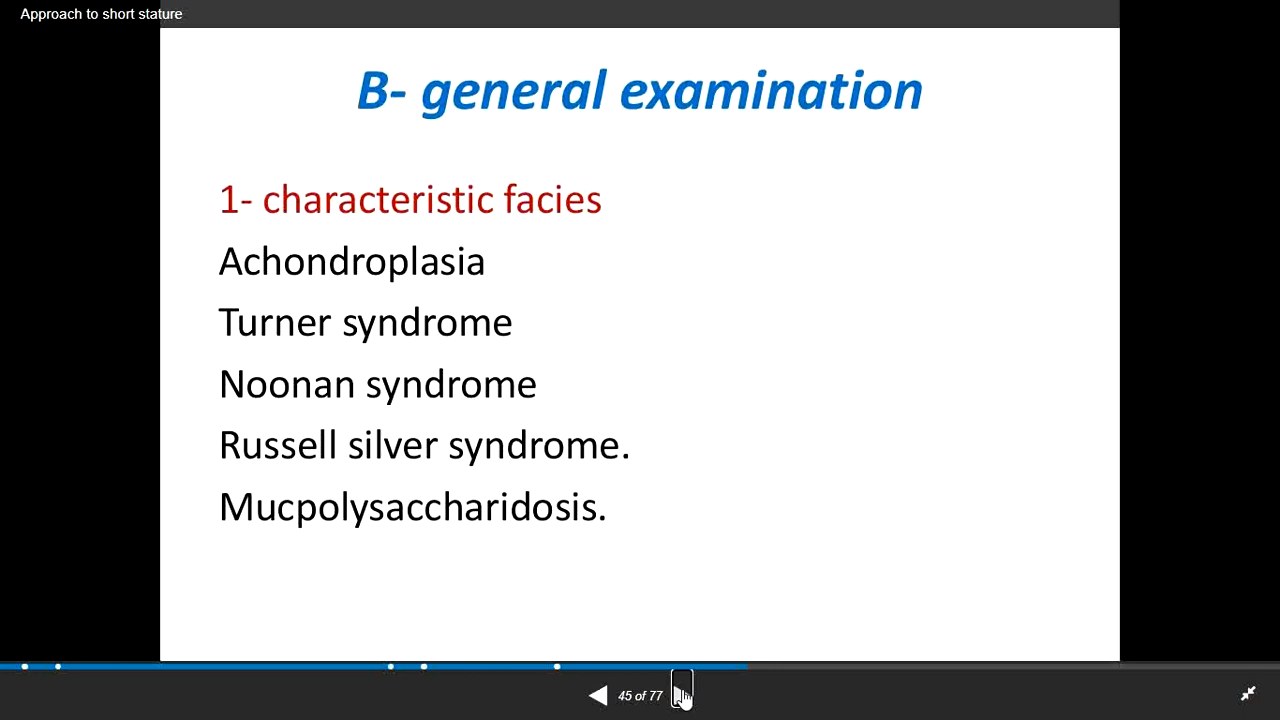 Approach to short stature
B- general examination
1- characteristic facies
Achondroplasia
Turner syndrome
Noonan syndrome
Russell silver syndrome.
Mucpolysaccharidosis.
45 of 77